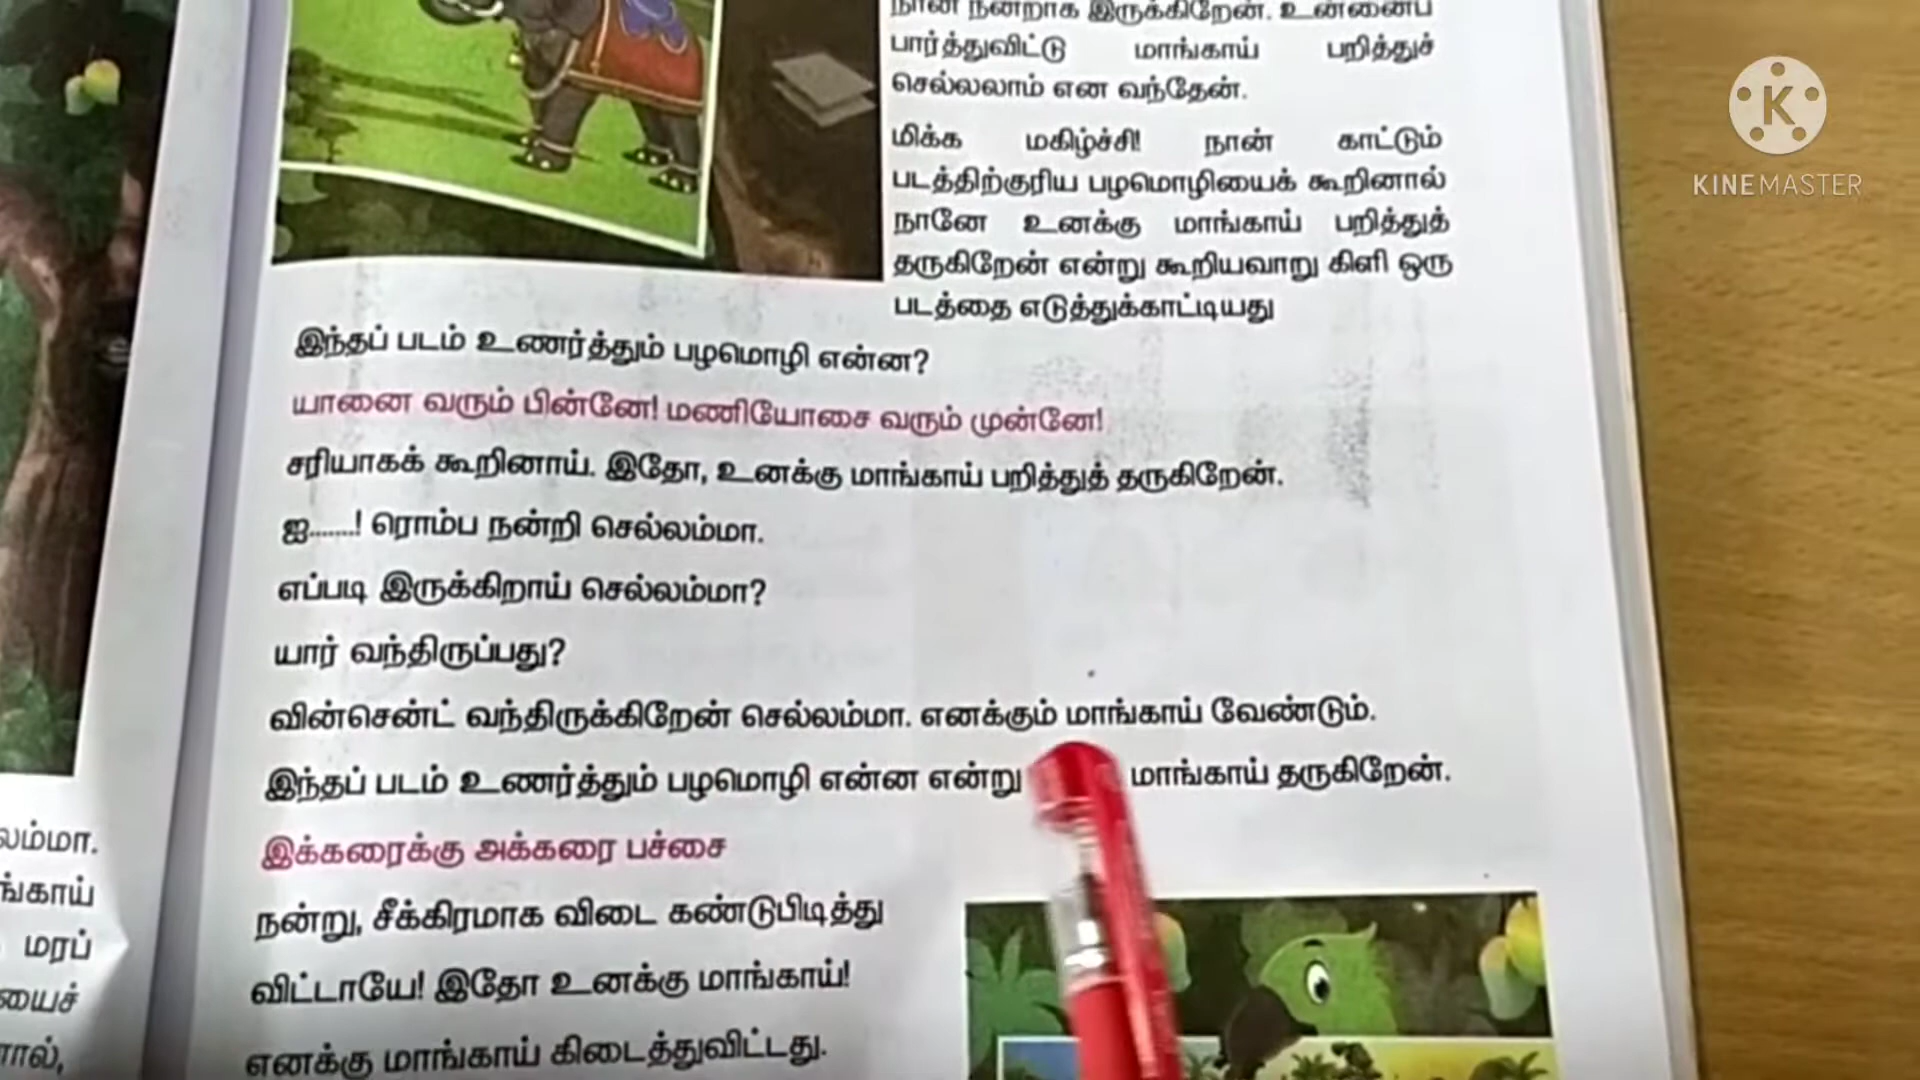 நான் நன்றாக இருக்கிறேன். உன்னைப்
பார்த்துவிட்டு மாங்காய் பறித்துச்
செல்லலாம் என வந்தேன்.
மிக்க மகிழ்ச்சி! நான் காட்டும்
படத்திற்குரிய பழமொழியைக் கூறினால்
நானே உனக்கு மாங்காய் பறித்துத்
தருகிறேன் என்று கூறியவாறு கிளி ஒரு
படத்தை எடுத்துக்காட்டியது
இந்தப் படம் உணர்த்தும் பழமொழி என்ன?
யானை வரும் பின்னே! மணியோசை வரும் முன்னே!
சரியாகக் கூறினாய். இதோ, உனக்கு மாங்காய் பறித்துத் தருகிறேன்.
ஐ.......! ரொம்ப நன்றி செல்லம்மா.
எப்படி இருக்கிறாய் செல்லம்மா?
யார் வந்திருப்பது?
வின்சென்ட் வந்திருக்கிறேன் செல்லம்மா. எனக்கும் மாங்காய் வேண்டும்.
இந்தப் படம் உணர்த்தும் பழமொழி என்ன என்று மாங்காய் தருகிறேன்.
இக்கரைக்கு அக்கரை பச்சை
நன்று, சீக்கிரமாக விடை கண்டுபிடித்து
விட்டாயே! இதோ உனக்கு மாங்காய்!
எனக்கு மாங்காய் கிடைத்துவிட்டது.
லம்மா.
ங்காய்
மரப்
யைச்
ரால்,
K
KINEMASTER